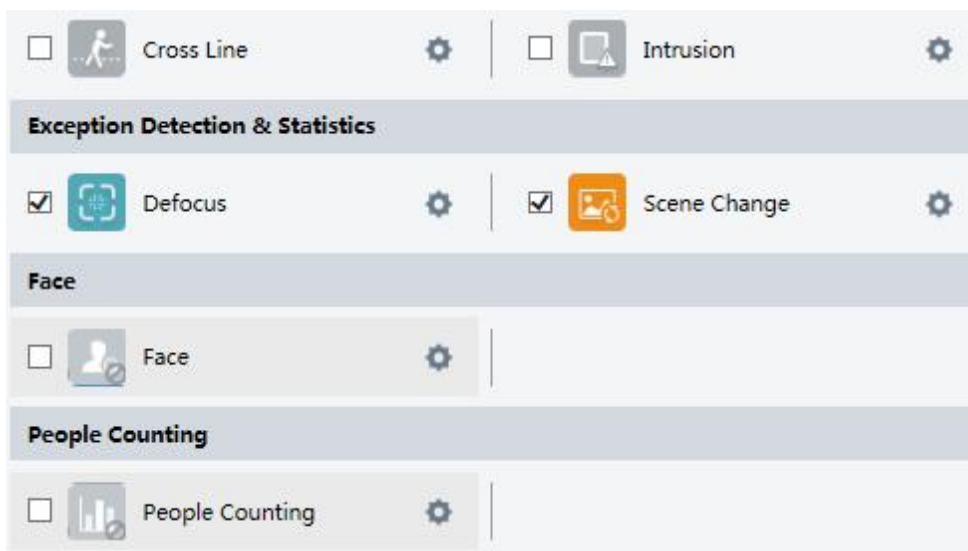 Cross Line
Intrusion
Exception Detection & Statistics
Defocus
Scene Change
Face
Face
People Counting
People Counting